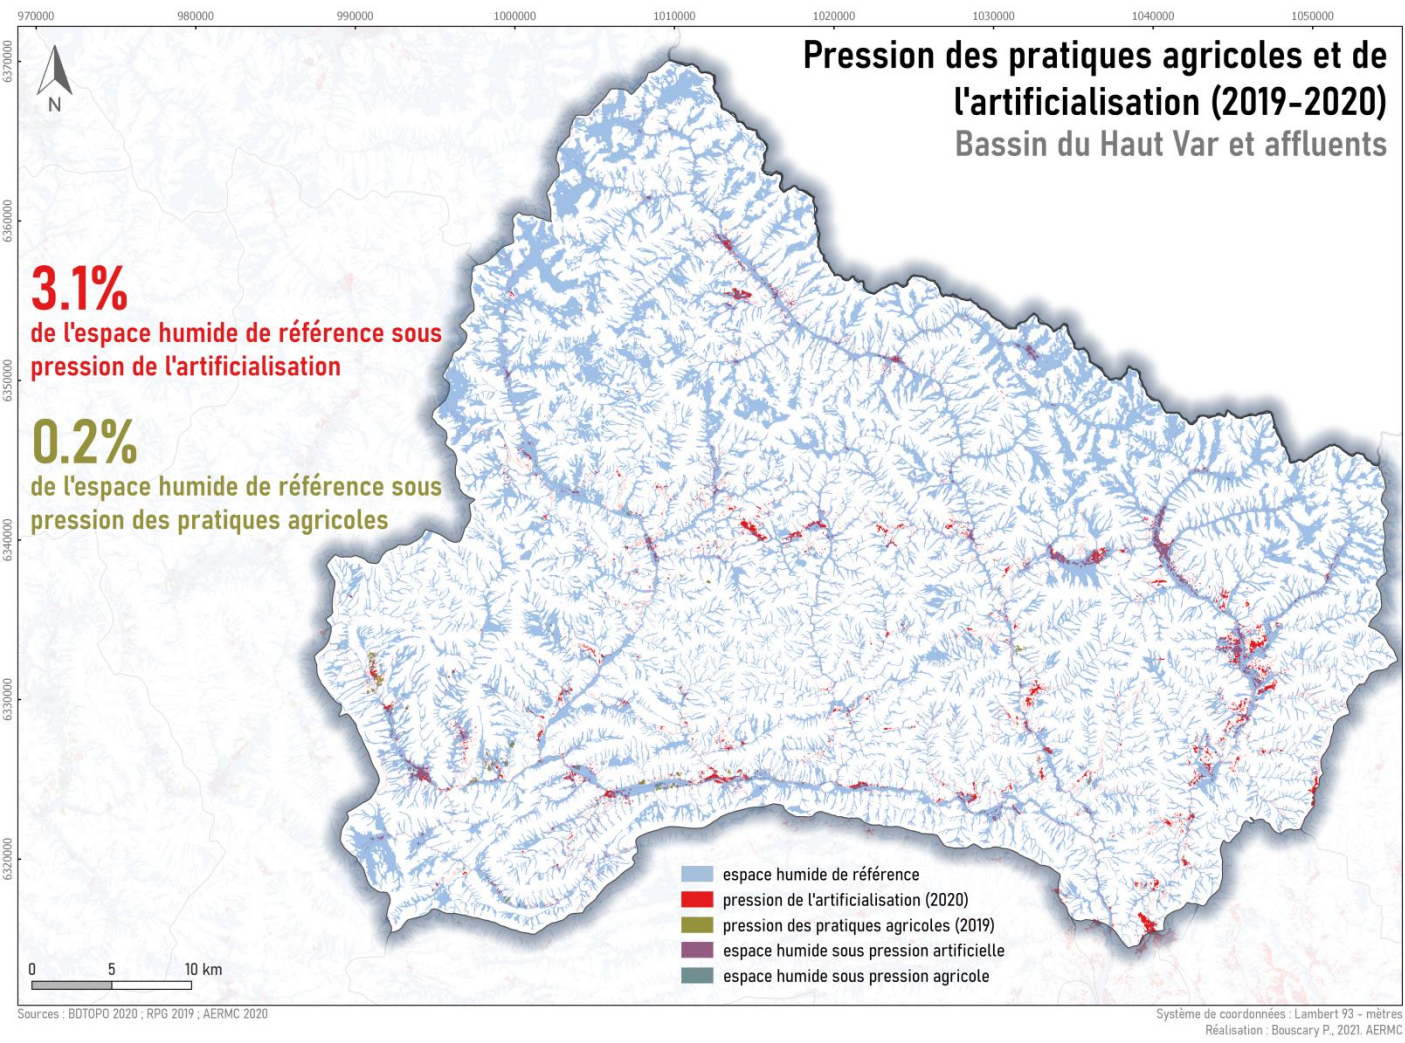 970000 980000 990000 1000000 1010000 1020000 1030000 1040000 1050000
Pression des pratiques agricoles et de
l'artificialisation (2019-2020)
Bassin du Haut Var et affluents
N
6370000
6360000
6350000
6340000
6330000
6320000
3.1%
de l'espace humide de référence sous
pression de l'artificialisation
0.2%
de l'espace humide de référence sous
pression des pratiques agricoles
espace humide de référence
pression de l'artificialisation (2020)
pression des pratiques agricoles (2019)
espace humide sous pression artificielle
espace humide sous pression agricole
0 5 10 km
Sources : BDTOPO 2020 ; RPG 2019 ; AERMC 2020
Système de coordonnées : Lambert 93 - mètres
Réalisation : Bouscary P., 2021. AERMC